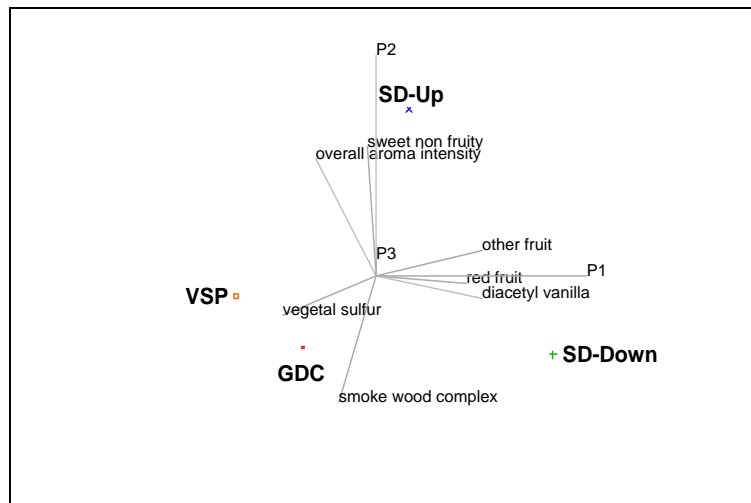 P2
SD-Up
sweet non fruity
overall aroma intensity
other fruit
P3
P1
red fruit
diacetyl vanilla
VSP
vegetal sulfur
SD-Down
GDC
smoke wood complex